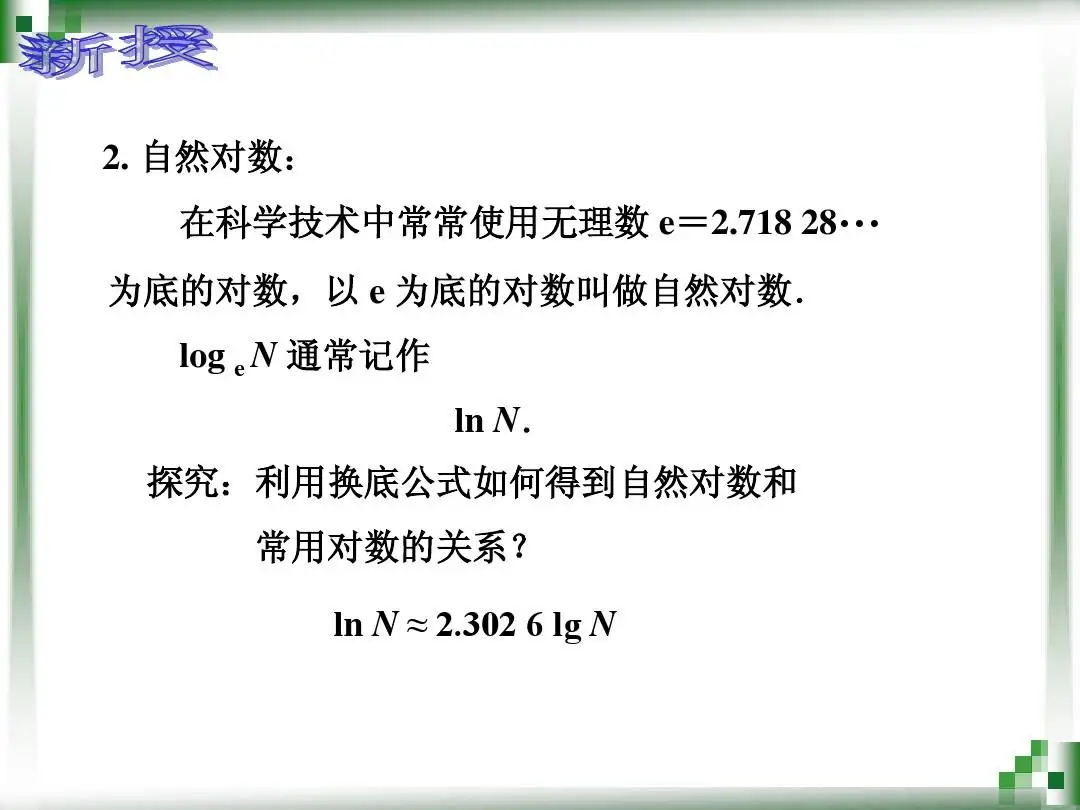 新授
2. 自然对数：
在科学技术中常常使用无理数 e＝2.718 28···
为底的对数，以 e 为底的对数叫做自然对数．
log e N 通常记作
ln N.
探究：利用换底公式如何得到自然对数和
常用对数的关系？
ln N ≈ 2.302 6 lg N